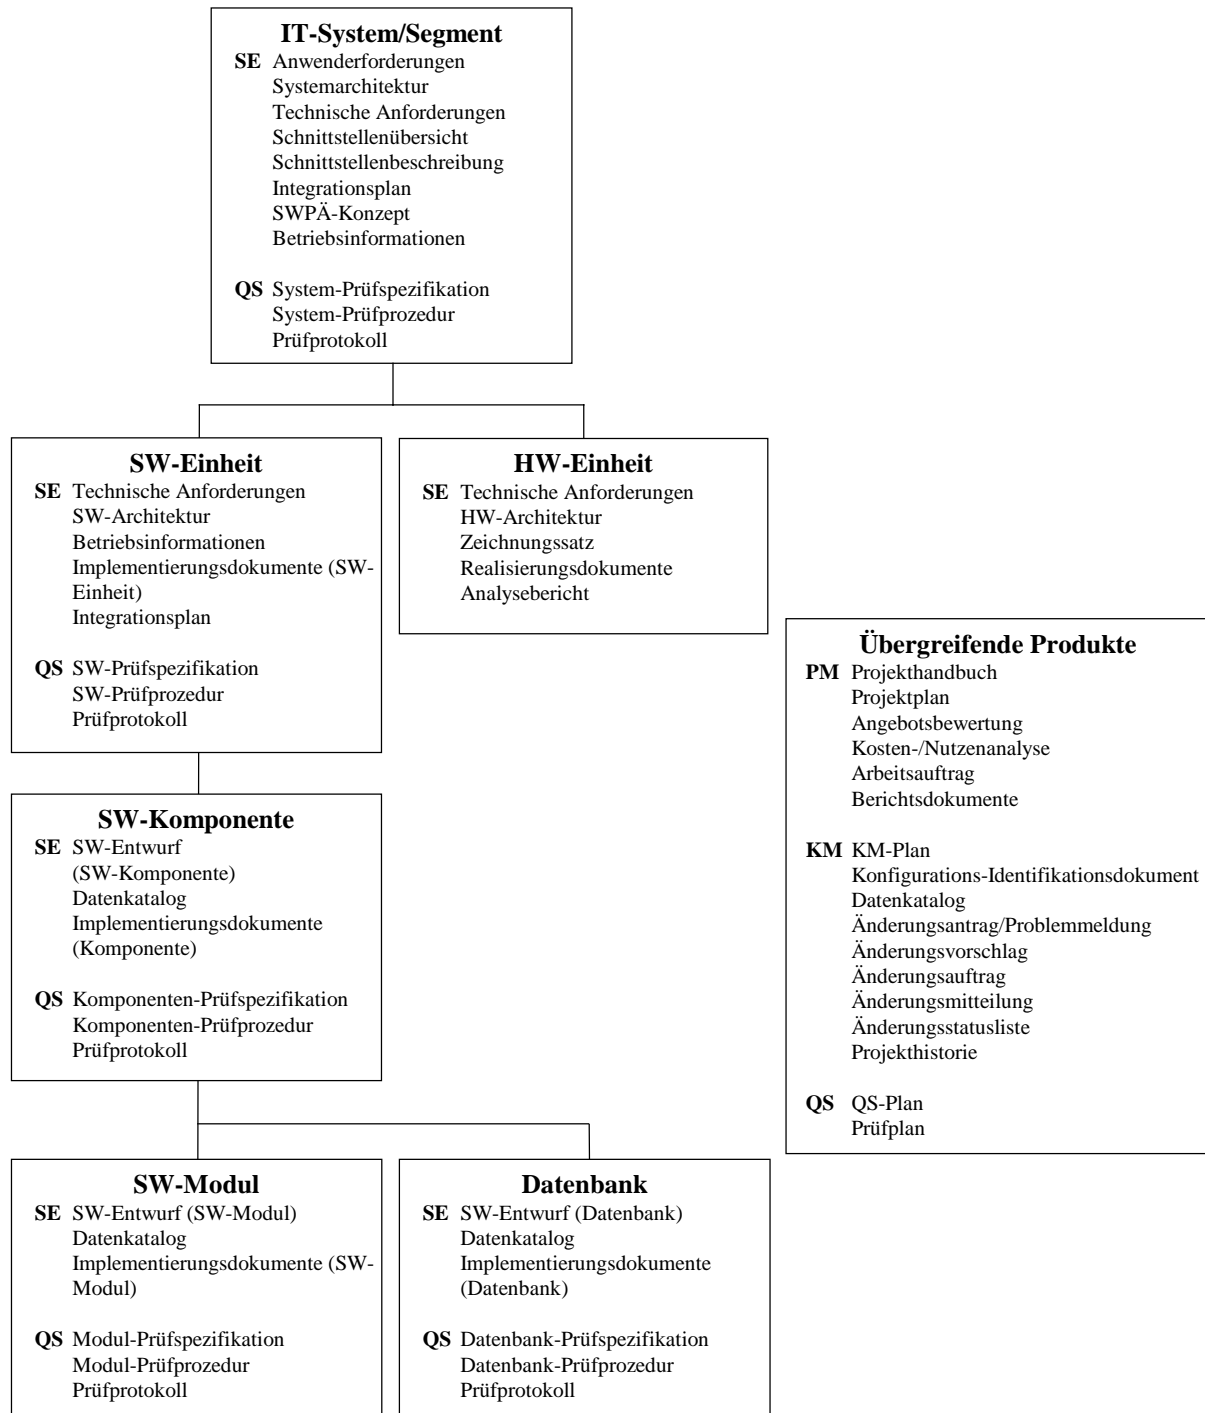 IT-System/Segment
SE Anwenderforderungen
Systemarchitektur
Technische Anforderungen
Schnittstellenübersicht
Schnittstellenbeschreibung
Integrationsplan
SWPÄ-Konzept
Betriebsinformationen
QS System-Prüfspezifikation
System-Prüfprozedur
Prüfprotokoll
SW-Einheit
SE Technische Anforderungen
SW-Architektur
Betriebsinformationen
Implementierungsdokumente (SW-
Einheit)
Integrationsplan
QS SW-Prüfspezifikation
SW-Prüfprozedur
Prüfprotokoll
HW-Einheit
SE Technische Anforderungen
HW-Architektur
Zeichnungssatz
Realisierungsdokumente
Analysebericht
Übergreifende Produkte
PM Projekthandbuch
Projektplan
Angebotsbewertung
Kosten-/Nutzenanalyse
Arbeitsauftrag
Berichtsdokumente
KM KM-Plan
Konfigurations-Identifikationsdokument
Datenkatalog
Änderungsantrag/Problemmeldung
Änderungsvorschlag
Änderungsauftrag
Änderungsmitteilung
Änderungsstatusliste
Projekthistorie
QS QS-Plan
Prüfplan
SW-Komponente
SE SW-Entwurf
(SW-Komponente)
Datenkatalog
Implementierungsdokumente
(Komponente)
QS Komponenten-Prüfspezifikation
Komponenten-Prüfprozedur
Prüfprotokoll
SW-Modul
SE SW-Entwurf (SW-Modul)
Datenkatalog
Implementierungsdokumente (SW-
Modul)
QS Modul-Prüfspezifikation
Modul-Prüfprozedur
Prüfprotokoll
Datenbank
SE SW-Entwurf (Datenbank)
Datenkatalog
Implementierungsdokumente
(Datenbank)
QS Datenbank-Prüfspezifikation
Datenbank-Prüfprozedur
Prüfprotokoll